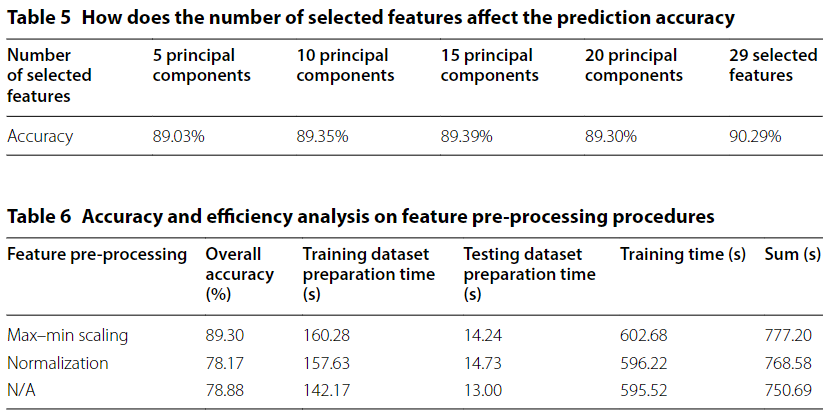 Table 5 How does the number of selected features affect the prediction accuracy
Number of selected features 5 principal components 10 principal components 15 principal components 20 principal components 29 selected features
Accuracy 89.03% 89.35% 89.39% 89.30% 90.29%
Table 6 Accuracy and efficiency analysis on feature pre-processing procedures
Feature pre-processing Overall accuracy (%) Training dataset preparation time (s) Testing dataset preparation time (s) Training time (s) Sum (s)
Max–min scaling 89.30 160.28 14.24 602.68 777.20
Normalization 78.17 157.63 14.73 596.22 768.58
N/A 78.88 142.17 13.00 595.52 750.69